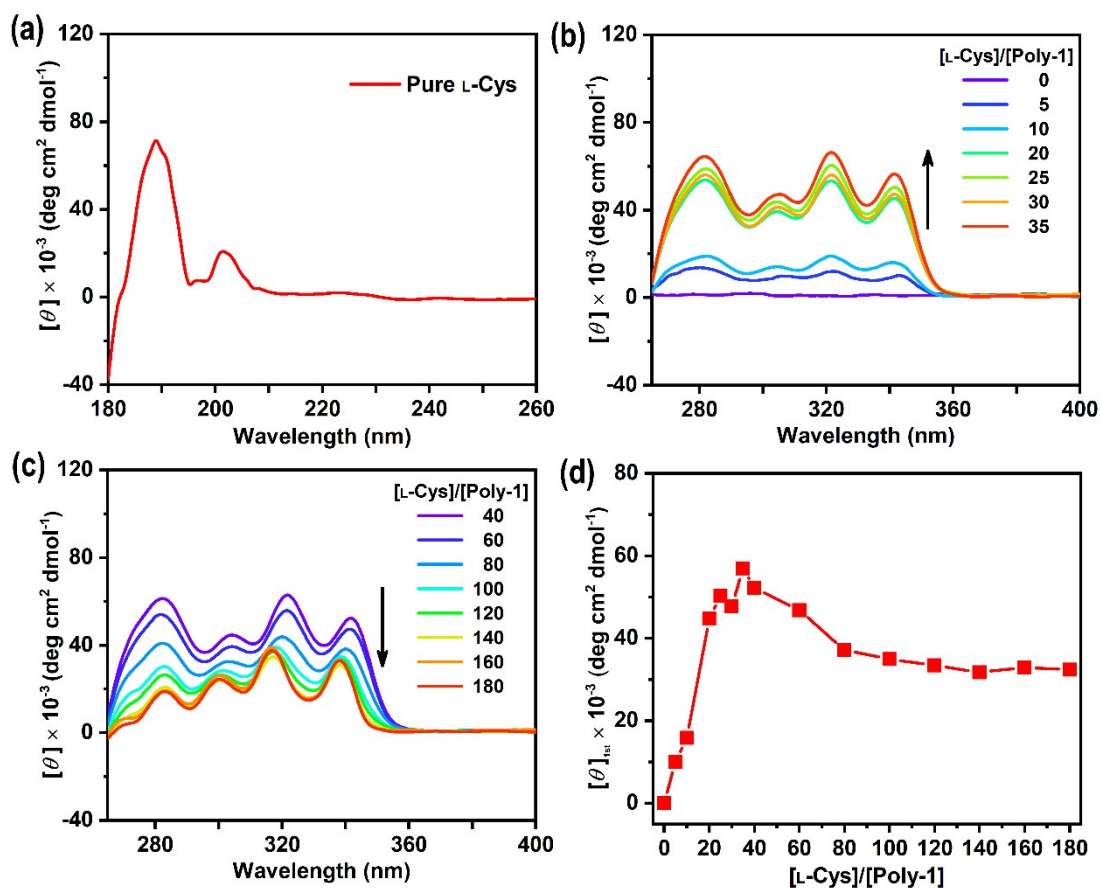 (a)
120
80
40
0
-40
[θ] × 10⁻³ (deg cm² dmol⁻¹)
Pure L-Cys
180 200 220 240 260
Wavelength (nm)
(b)
120
80
40
0
-40
[θ] × 10⁻³ (deg cm² dmol⁻¹)
[L-Cys]/[Poly-1]
0
5
10
20
25
30
35
280 320 360 400
Wavelength (nm)
(c)
120
80
40
0
-40
[θ] × 10⁻³ (deg cm² dmol⁻¹)
[L-Cys]/[Poly-1]
40
60
80
100
120
140
160
180
280 320 360 400
Wavelength (nm)
(d)
80
60
40
20
0
[θ]1st × 10⁻³ (deg cm² dmol⁻¹)
0 20 40 60 80 100 120 140 160 180
[L-Cys]/[Poly-1]